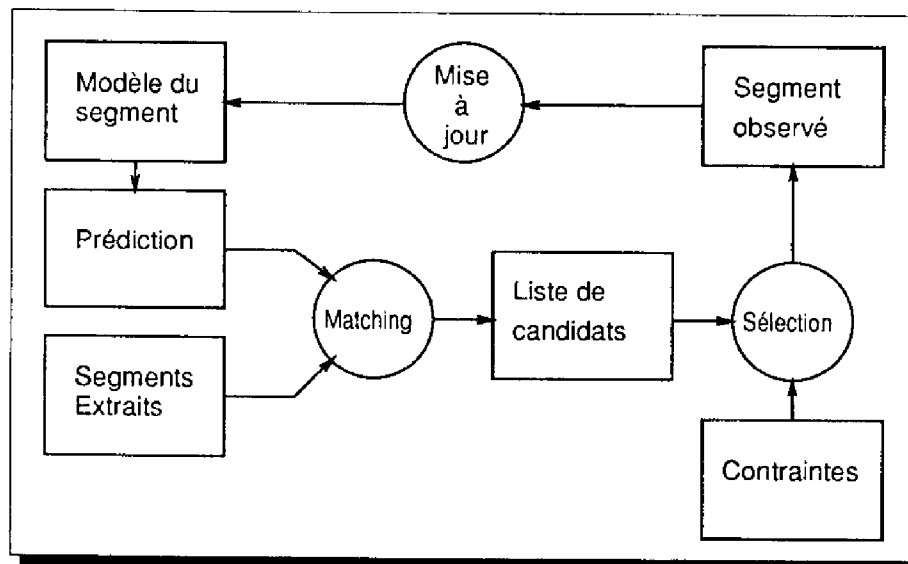 Modèle du
segment
Mise
à
jour
Segment
observé
Prédiction
Matching
Liste de
candidats
Sélection
Segments
Extraits
Contraintes